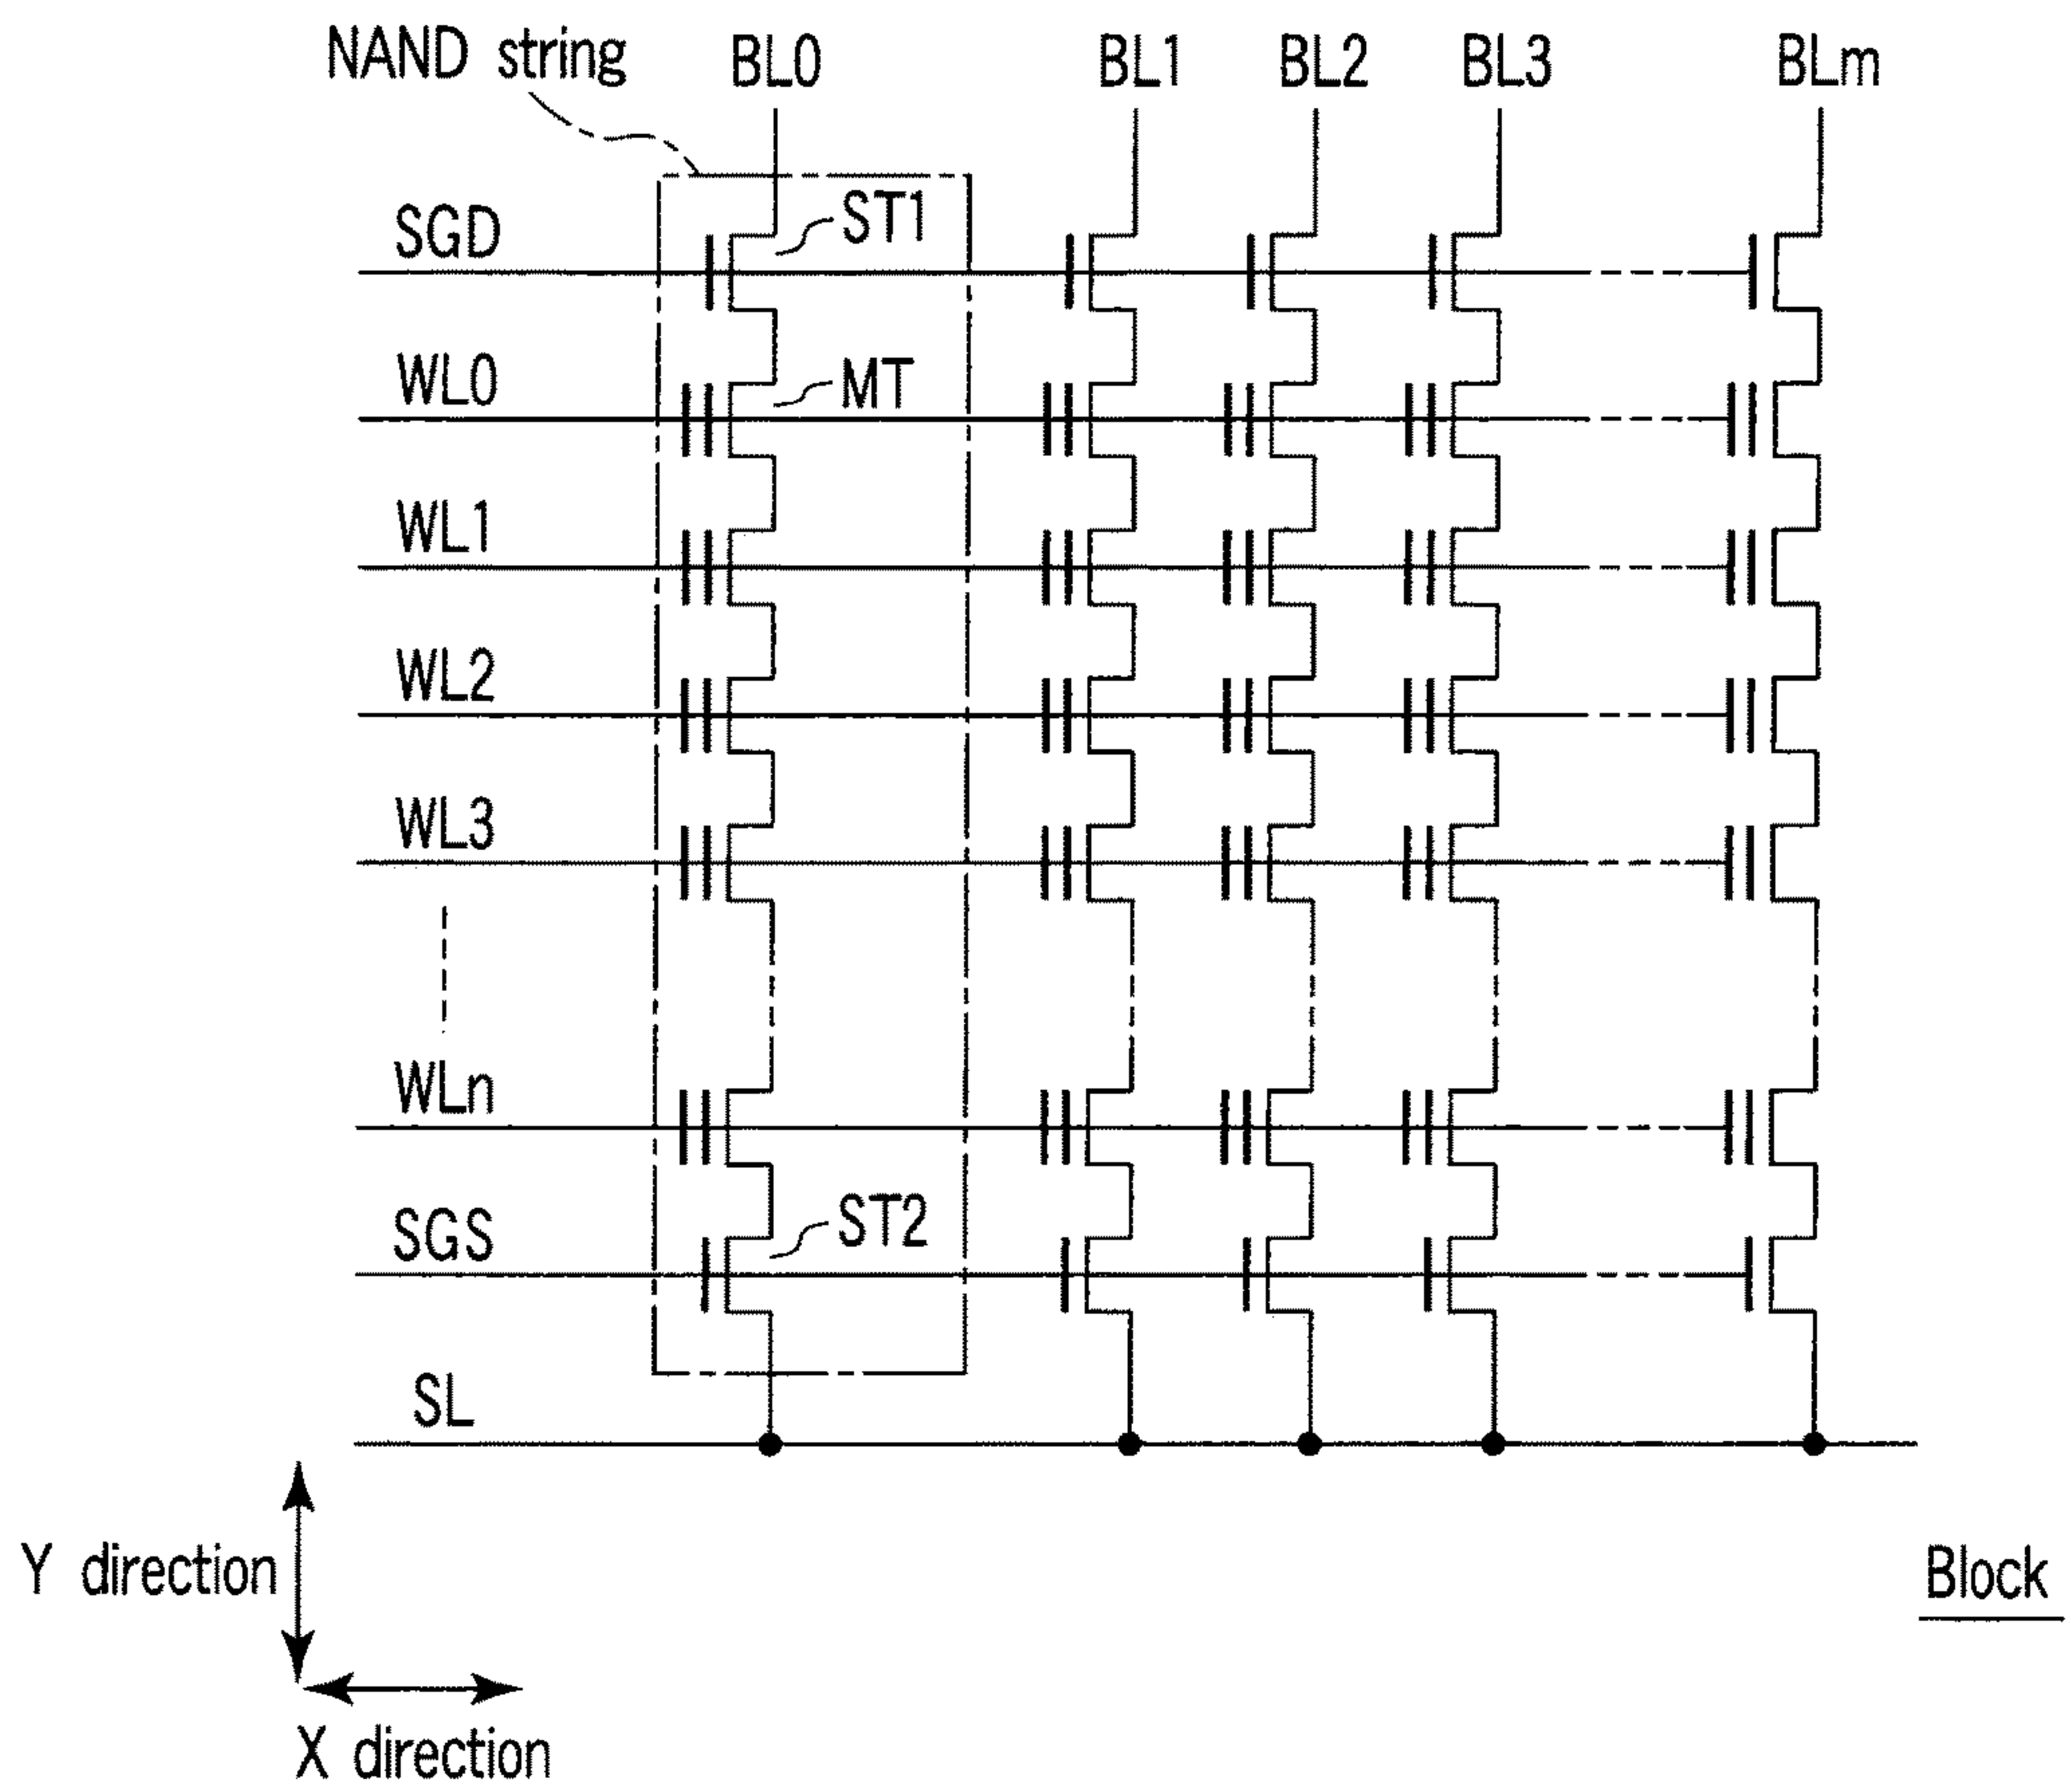 NAND string
BL0
BL1
BL2
BL3
BLm
SGD
ST1
WL0
MT
WL1
WL2
WL3
WLn
SGS
ST2
SL
Y direction
X direction
Block